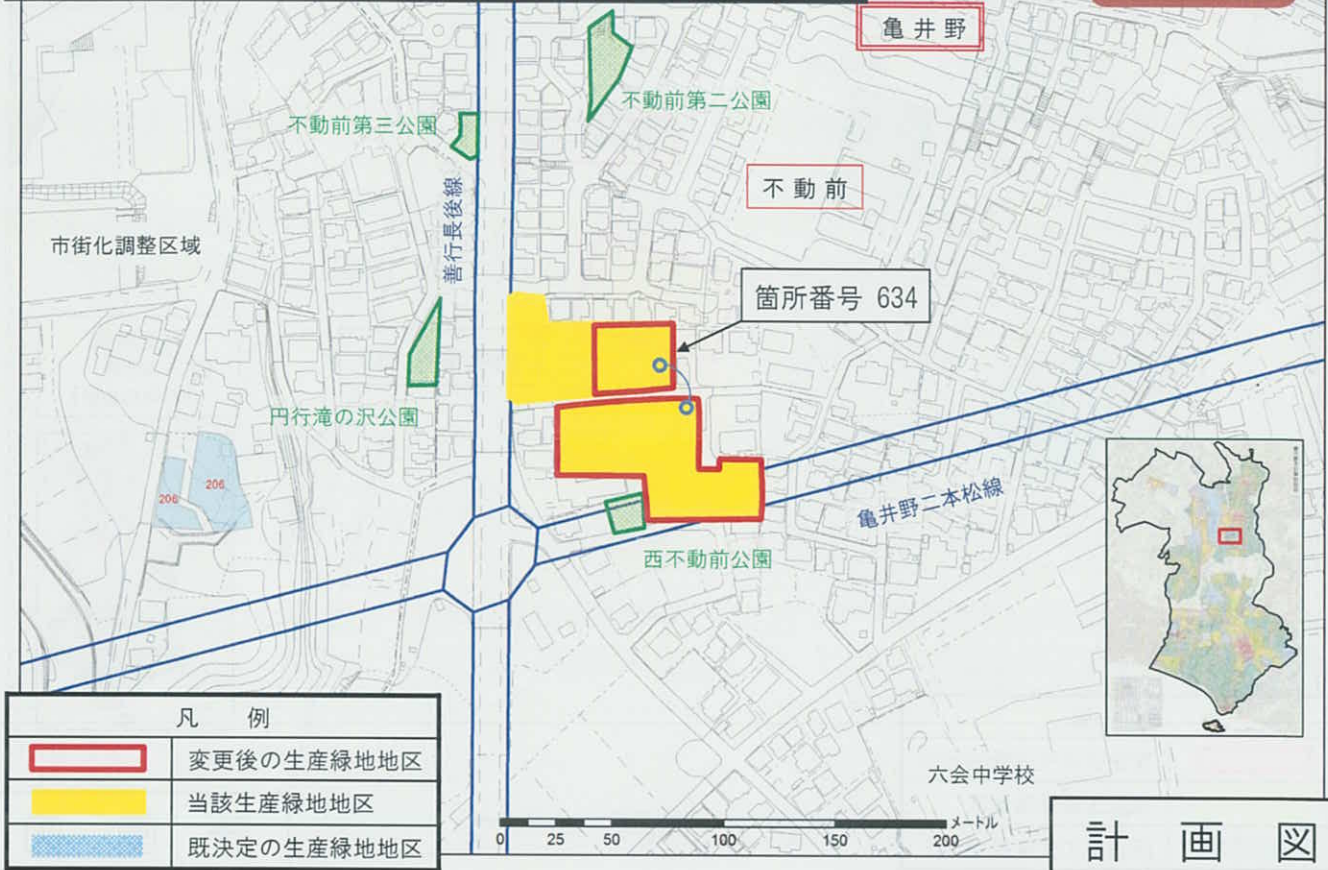 亀井野
不動前第二公園
不動前第三公園
不動前
善行長後線
市街化調整区域
箇所番号 634
円行滝の沢公園
206
206
亀井野二本松線
西不動前公園
凡 例
変更後の生産緑地地区
当該生産緑地地区
既決定の生産緑地地区
六会中学校
メートル
0 25 50 100 150 200
計 画 図